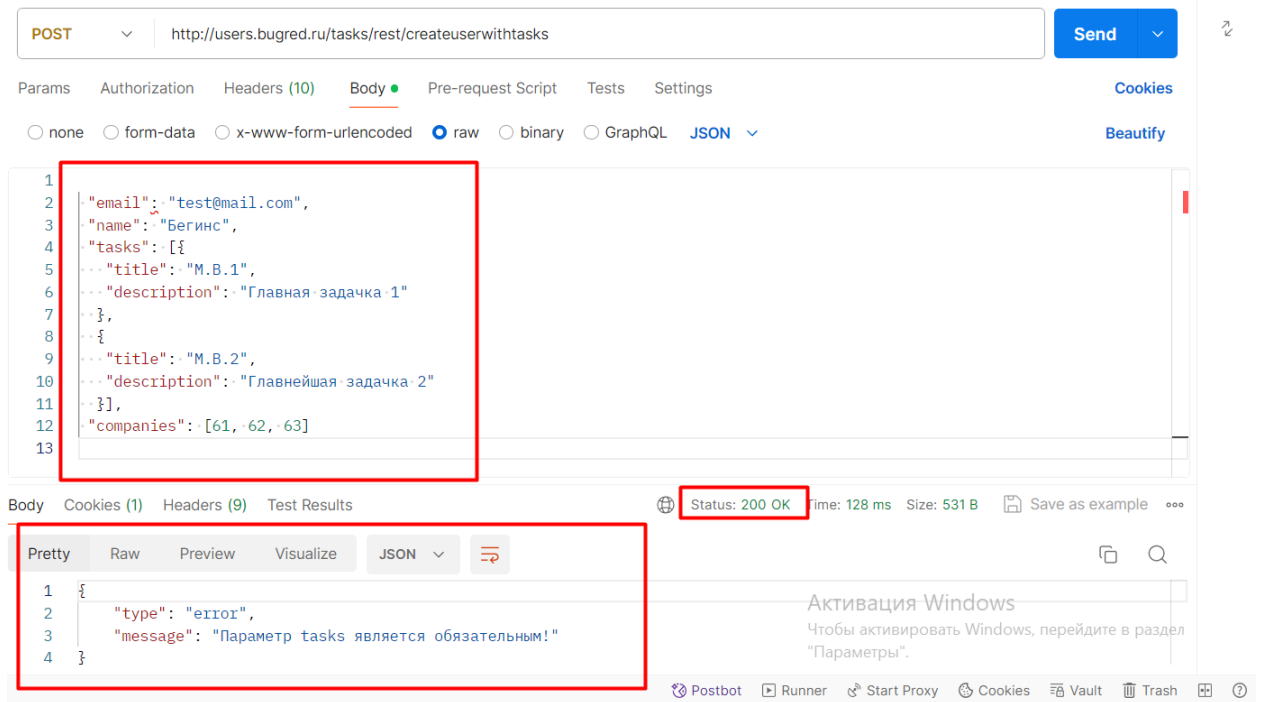 POST http://users.bugred.ru/tasks/rest/createuserwithtasks Send
Params Authorization Headers (10) Body Pre-request Script Tests Settings Cookies
none form-data x-www-form-urlencoded raw binary GraphQL JSON Beautify
1
2 "email": "test@mail.com",
3 "name": "Бегинс",
4 "tasks": [{
5 "title": "М.В.1",
6 "description": "Главная задачка 1"
7 },
8 {
9 "title": "М.В.2",
10 "description": "Главнейшая задачка 2"
11 }],
12 "companies": [61, 62, 63]
13
Body Cookies (1) Headers (9) Test Results Status: 200 OK Time: 128 ms Size: 531 B Save as example
Pretty Raw Preview Visualize JSON
1 {
2 "type": "error",
3 "message": "Параметр tasks является обязательным!"
4 }
Активация Windows
Чтобы активировать Windows, перейдите в раздел
"Параметры".
Postbot Runner Start Proxy Cookies Vault Trash